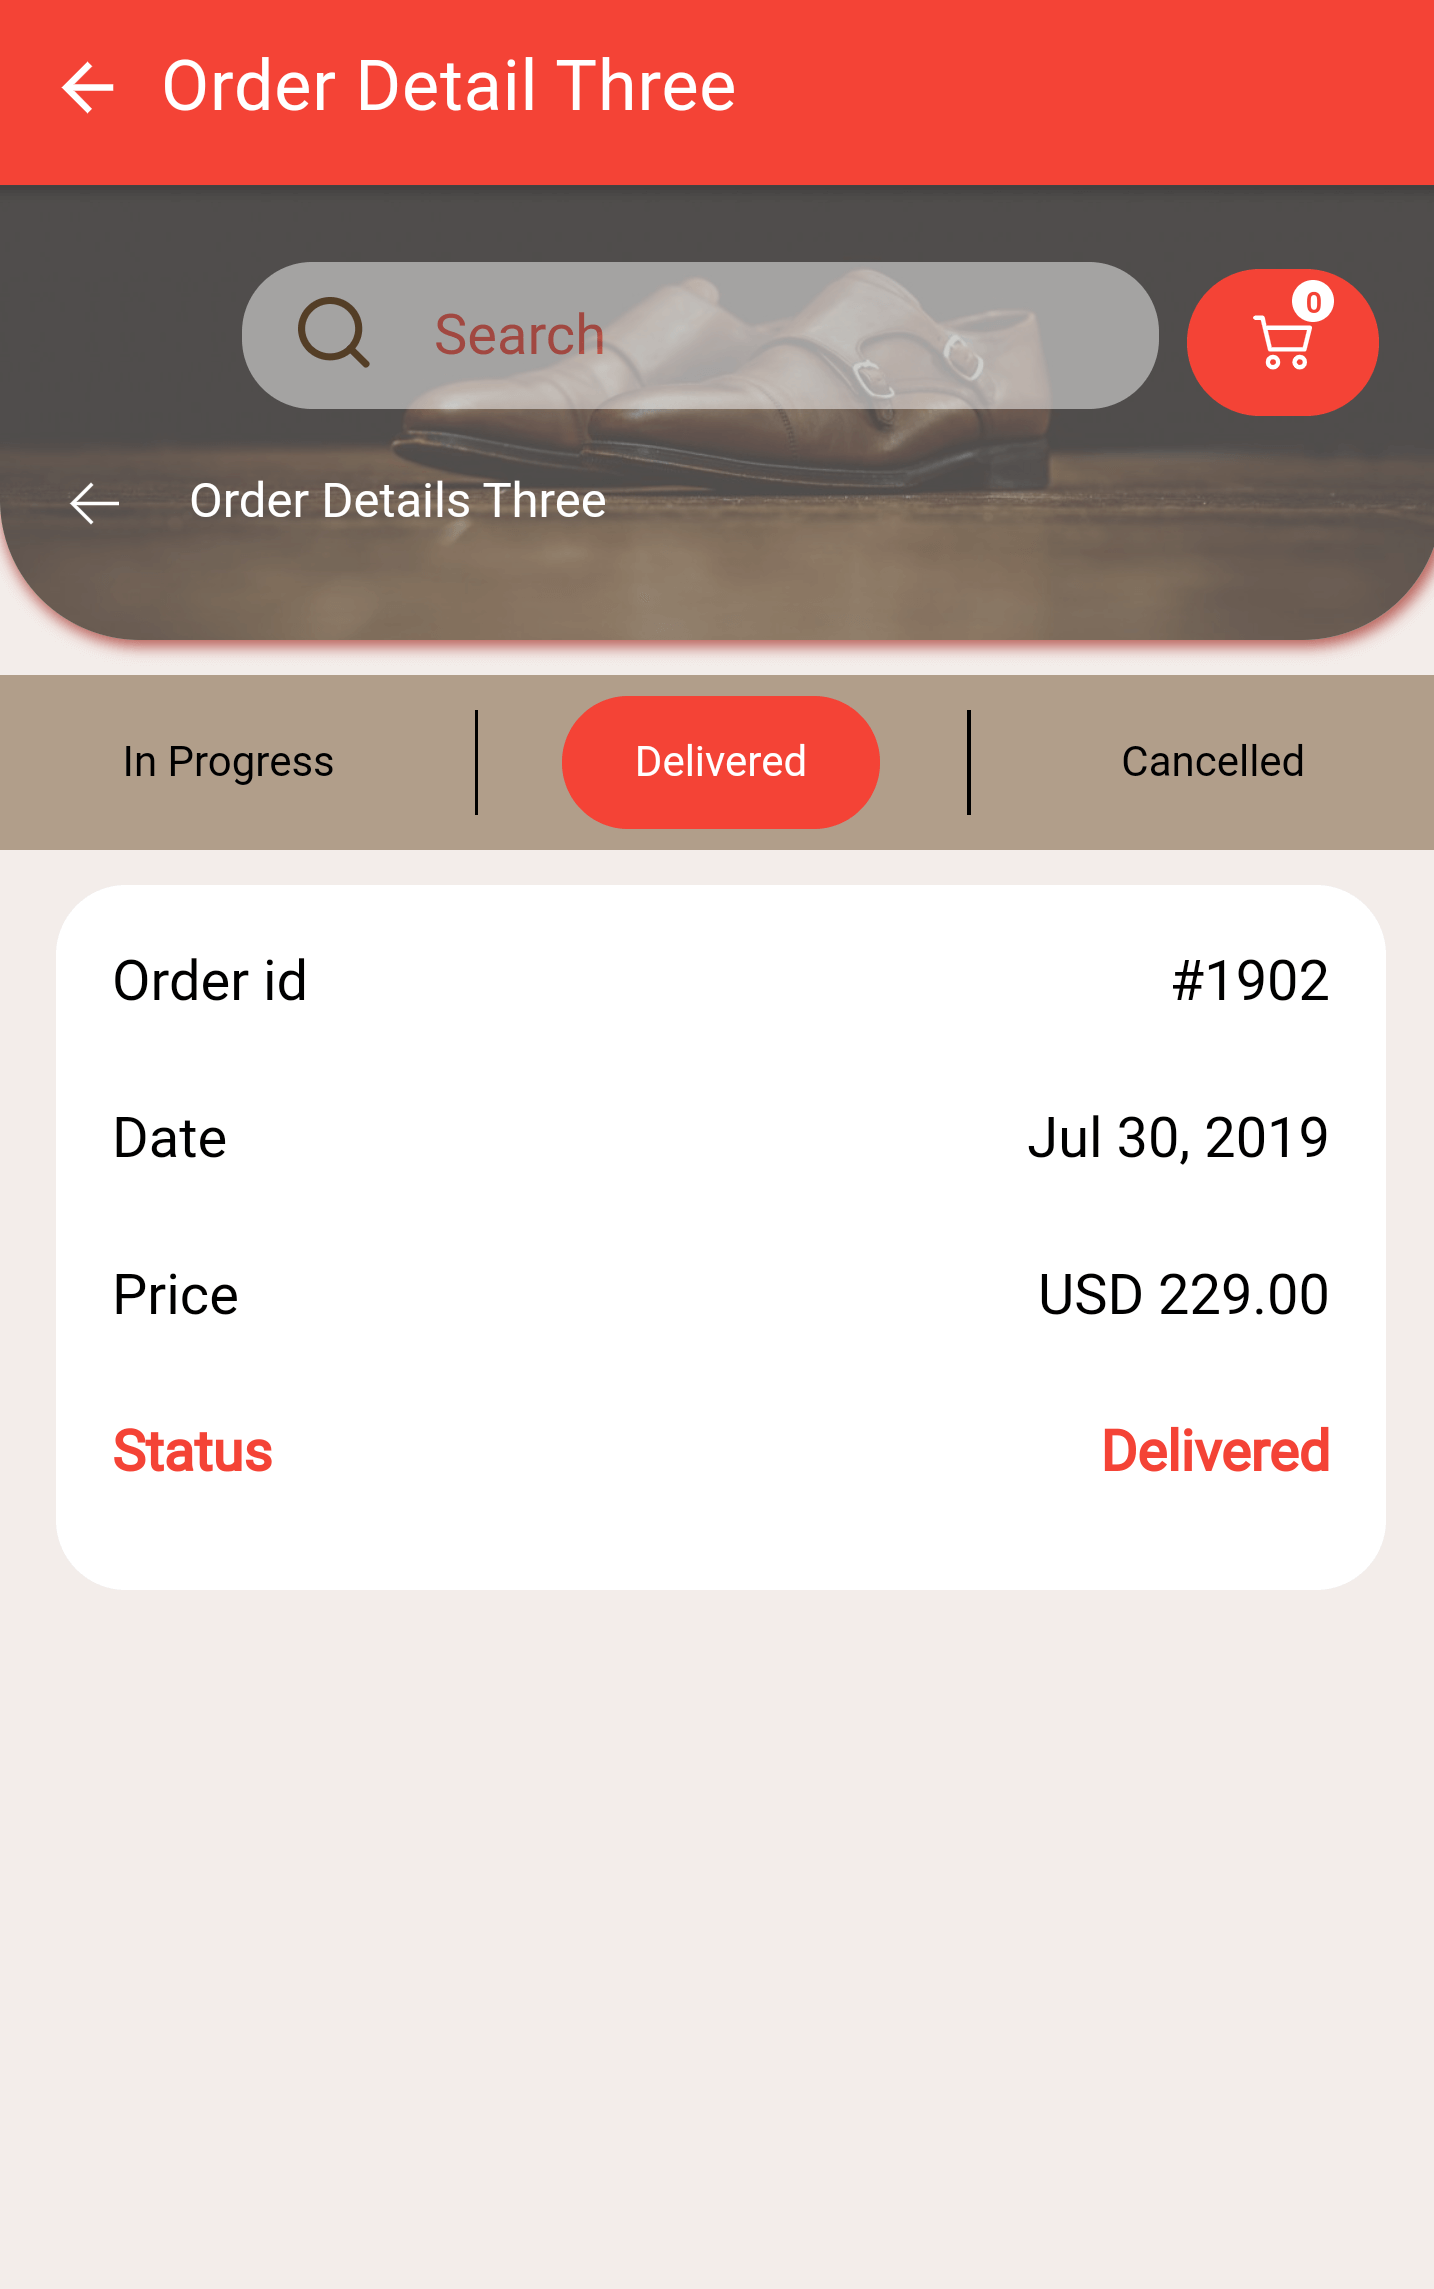 Order Detail Three
Search
0
Order Details Three
In Progress
Delivered
Cancelled
Order id #1902
Date Jul 30, 2019
Price USD 229.00
Status Delivered